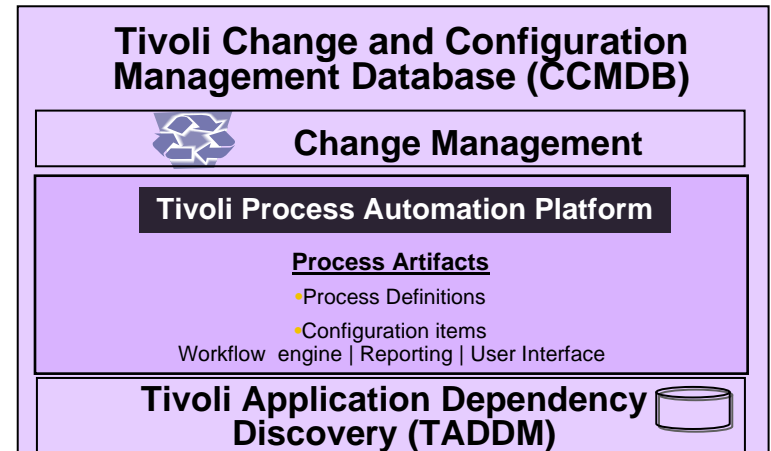 Tivoli Change and Configuration
Management Database (CCMDB)
Change Management
Tivoli Process Automation Platform
Process Artifacts
▪Process Definitions
▪Configuration items
Workflow engine | Reporting | User Interface
Tivoli Application Dependency
Discovery (TADDM)